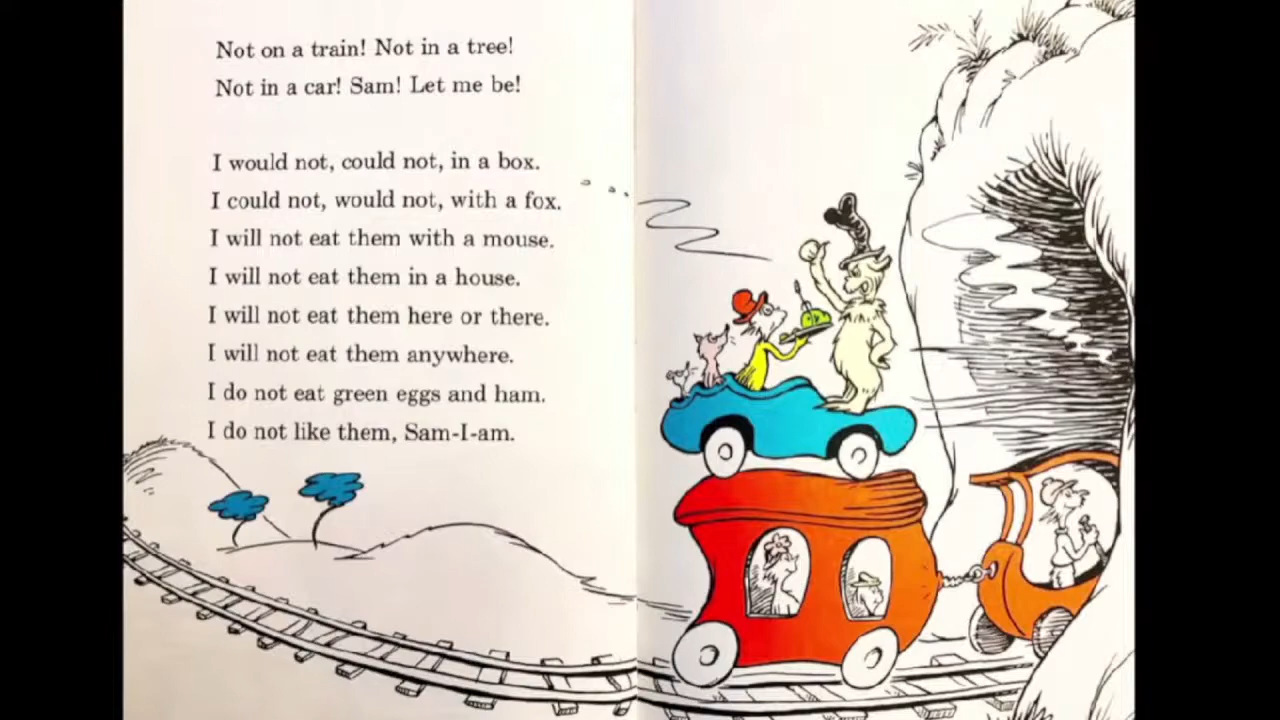 Not on a train! Not in a tree!
Not in a car! Sam! Let me be!
I would not, could not, in a box.
I could not, would not, with a fox.
I will not eat them with a mouse.
I will not eat them in a house.
I will not eat them here or there.
I will not eat them anywhere.
I do not eat green eggs and ham.
I do not like them, Sam-I-am.